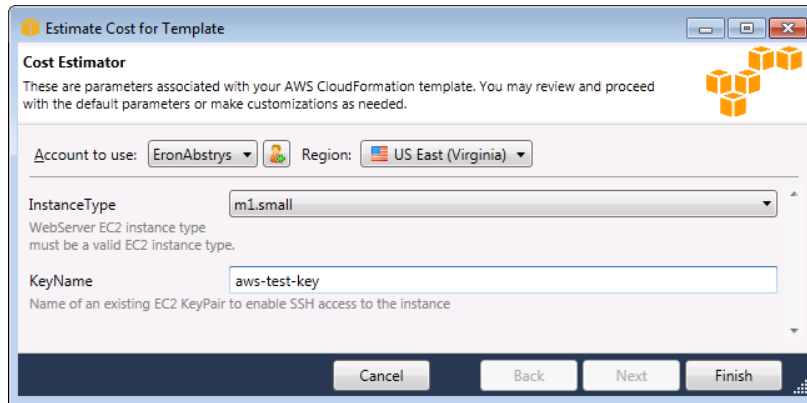 Estimate Cost for Template
Cost Estimator
These are parameters associated with your AWS CloudFormation template. You may review and proceed
with the default parameters or make customizations as needed.
Account to use: EronAbstrys Region: US East (Virginia)
InstanceType m1.small
WebServer EC2 instance type
must be a valid EC2 instance type.
KeyName aws-test-key
Name of an existing EC2 KeyPair to enable SSH access to the instance
Cancel Back Next Finish